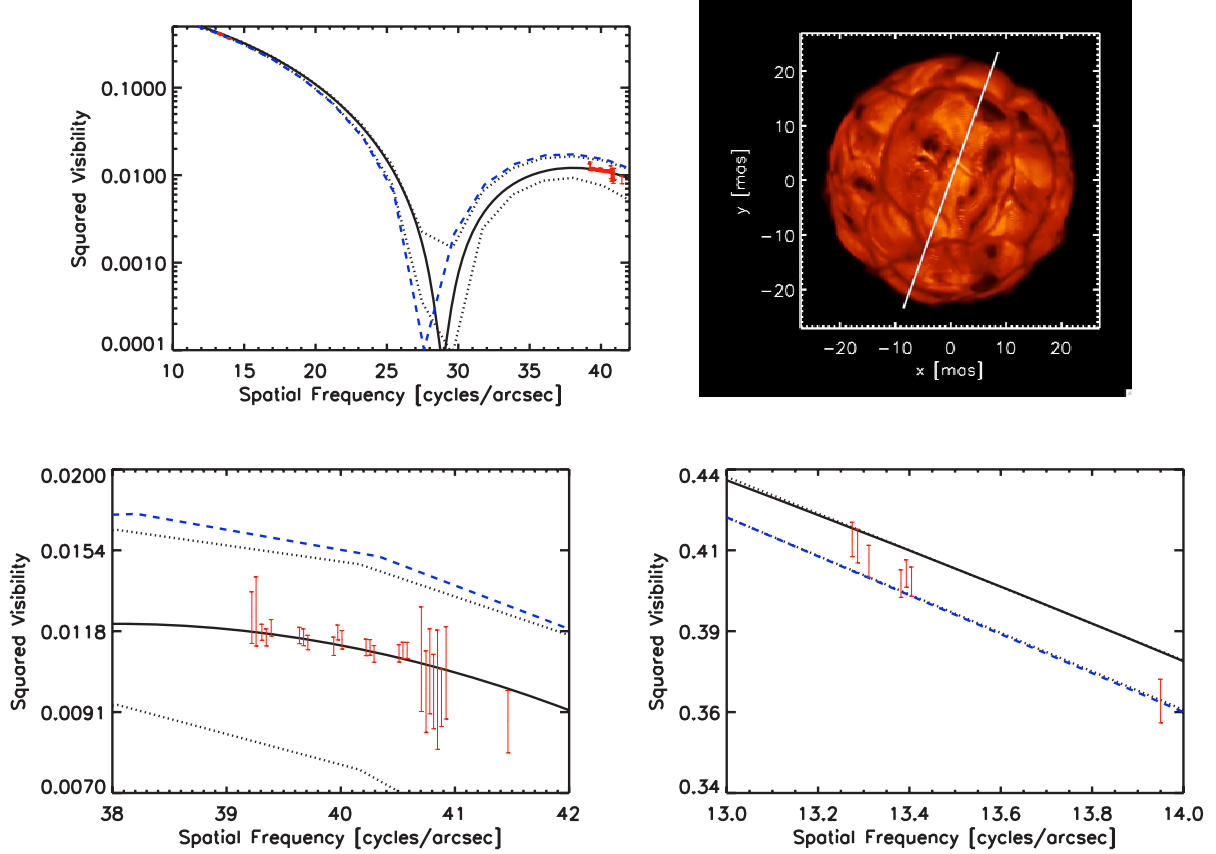 0.1000
0.0100
0.0010
0.0001
Squared Visibility
10 15 20 25 30 35 40
Spatial Frequency [cycles/arcsec]
20
10
0
−10
−20
y [mas]
−20 −10 0 10 20
x [mas]
0.0200
0.0154
0.0118
0.0091
0.0070
Squared Visibility
38 39 40 41 42
Spatial Frequency [cycles/arcsec]
0.44
0.41
0.39
0.36
0.34
Squared Visibility
13.0 13.2 13.4 13.6 13.8 14.0
Spatial Frequency [cycles/arcsec]